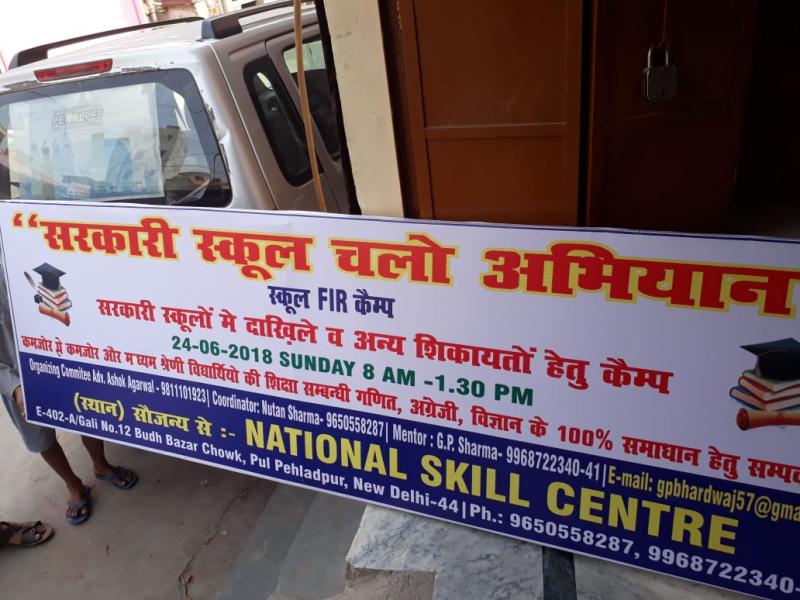 PEARLPET
“सरकारी स्कूल चलो अभियान
स्कूल FIR कैम्प
सरकारी स्कूलों मे दाख़िले व अन्य शिकायतों हेतु कैम्प
24-06-2018 SUNDAY 8 AM -1.30 PM
कमजोर से कमजोर और म घ्यम श्रेणी विद्यार्थियो की शिक्षा सम्बन्घी गणित, अग्रेजी, विज्ञान के 100% समाधान हेतु सम्पर्क
Organizing Commitee Adv. Ashok Agarwal - 9811101923| Coordinator: Nutan Sharma- 9650558287| Mentor : G.P. Sharma- 9968722340-41|E-mail: gpbhardwaj57@gma
(स्थान) सौजन्य से :- NATIONAL SKILL CENTRE
E-402-A/Gali No.12 Budh Bazar Chowk, Pul Pehladpur, New Delhi-44|Ph.: 9650558287, 9968722340-